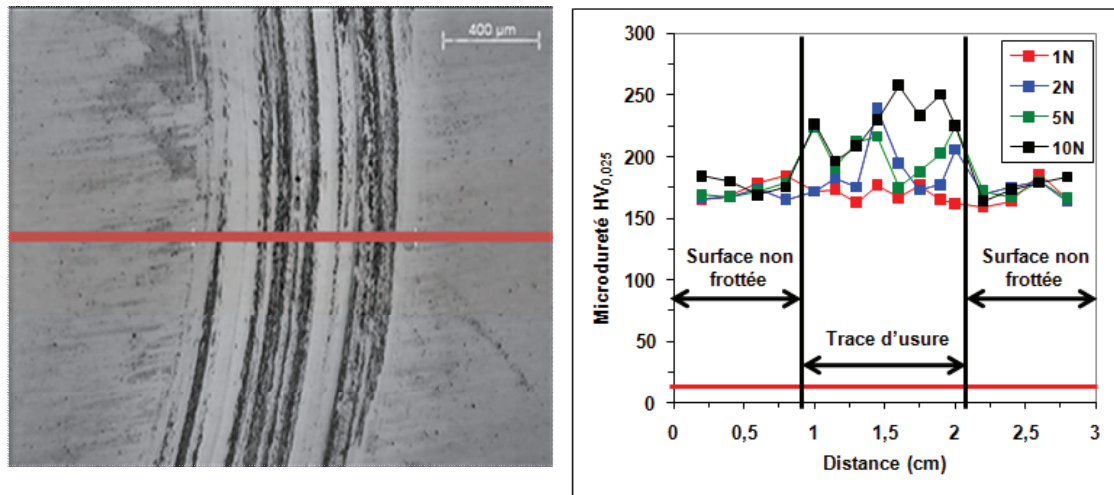 400 µm
300
250
200
150
100
50
0
Microdureté HV0,025
1N
2N
5N
10N
Surface non
frottée
Surface non
frottée
Trace d'usure
0 0,5 1 1,5 2 2,5 3
Distance (cm)